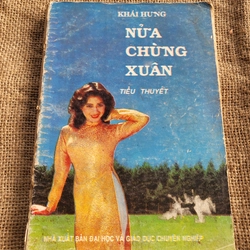 KHÁI HƯNG
NỬA
CHỪNG
XUÂN
TIỂU THUYẾT
NHÀ XUẤT BẢN ĐẠI HỌC VÀ GIÁO DỤC CHUYÊN NGHIỆP